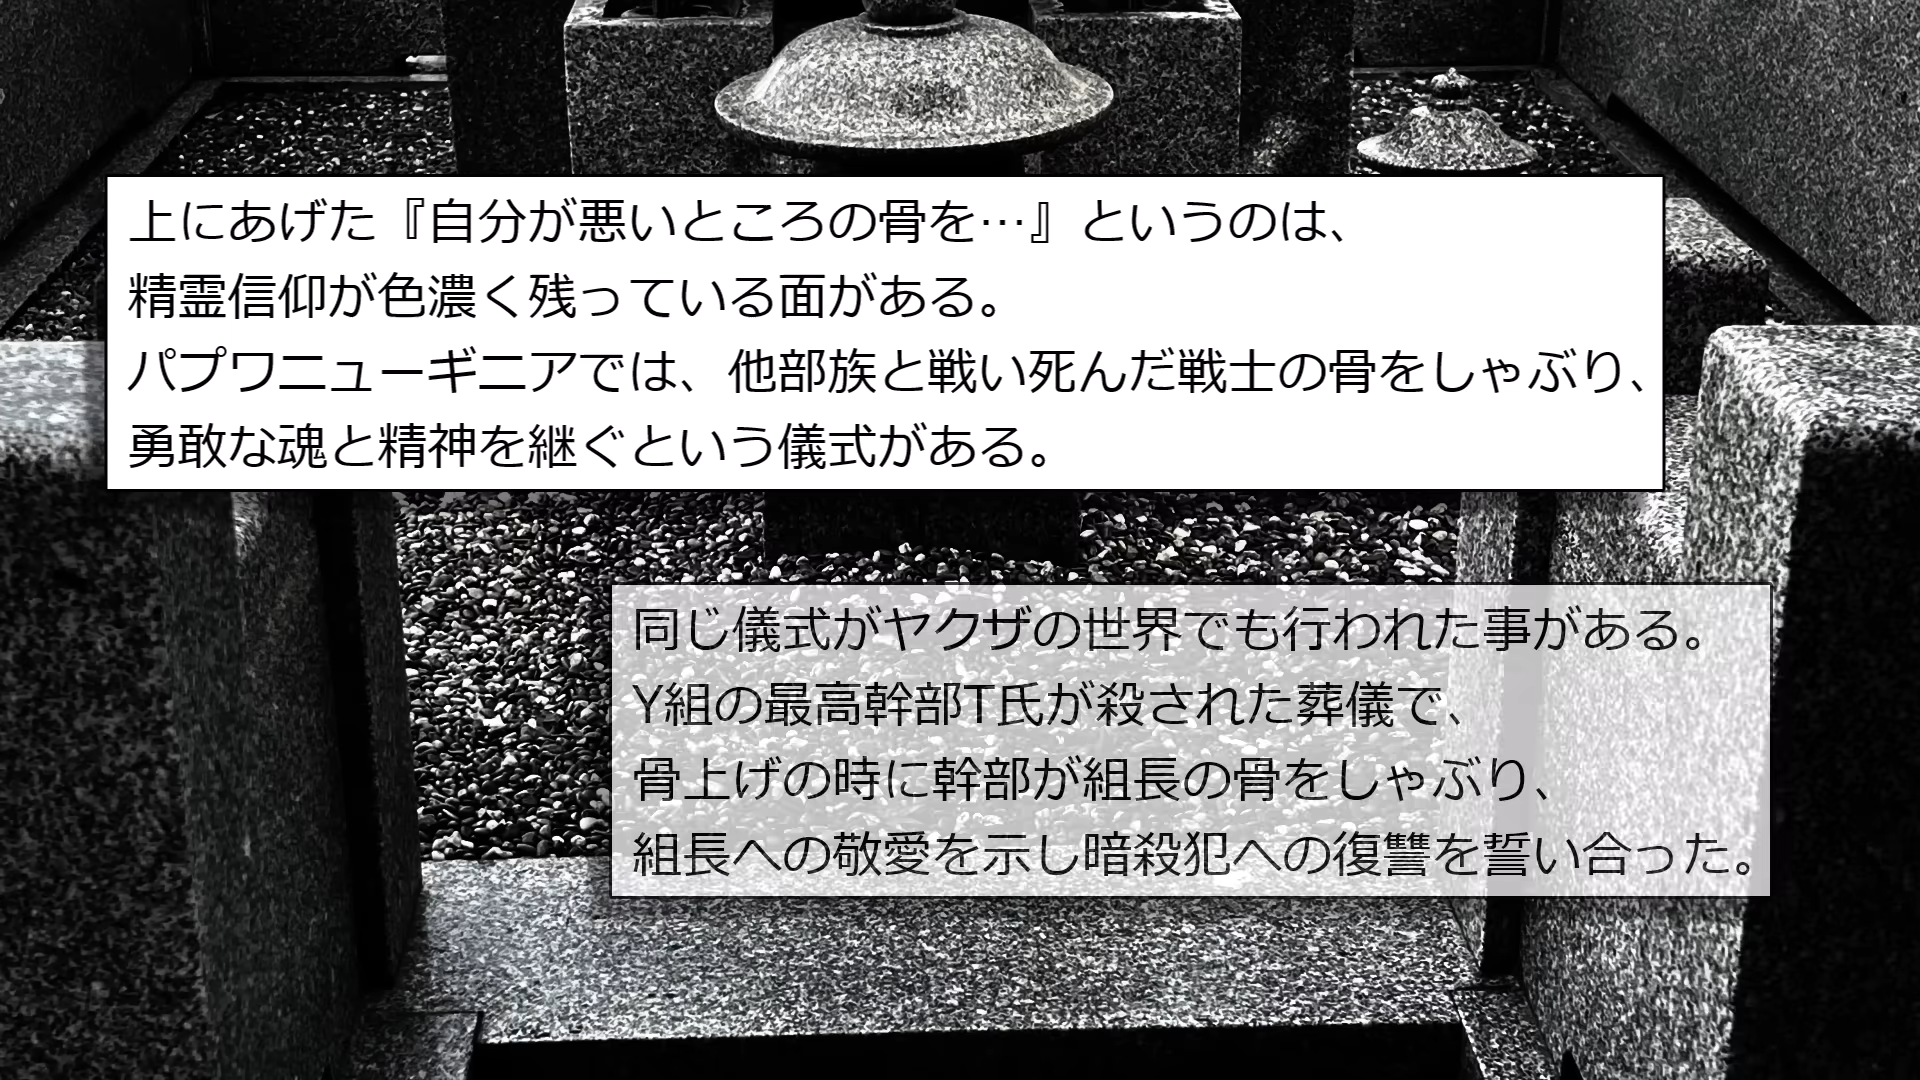 上にあげた『自分が悪いところの骨を…』というのは、
精霊信仰が色濃く残っている面がある。
パプワニューギニアでは、他部族と戦い死んだ戦士の骨をしゃぶり、
勇敢な魂と精神を継ぐという儀式がある。
同じ儀式がヤクザの世界でも行われた事がある。
Y組の最高幹部T氏が殺された葬儀で、
骨上げの時に幹部が組長の骨をしゃぶり、
組長への敬愛を示し暗殺犯への復讐を誓い合った。